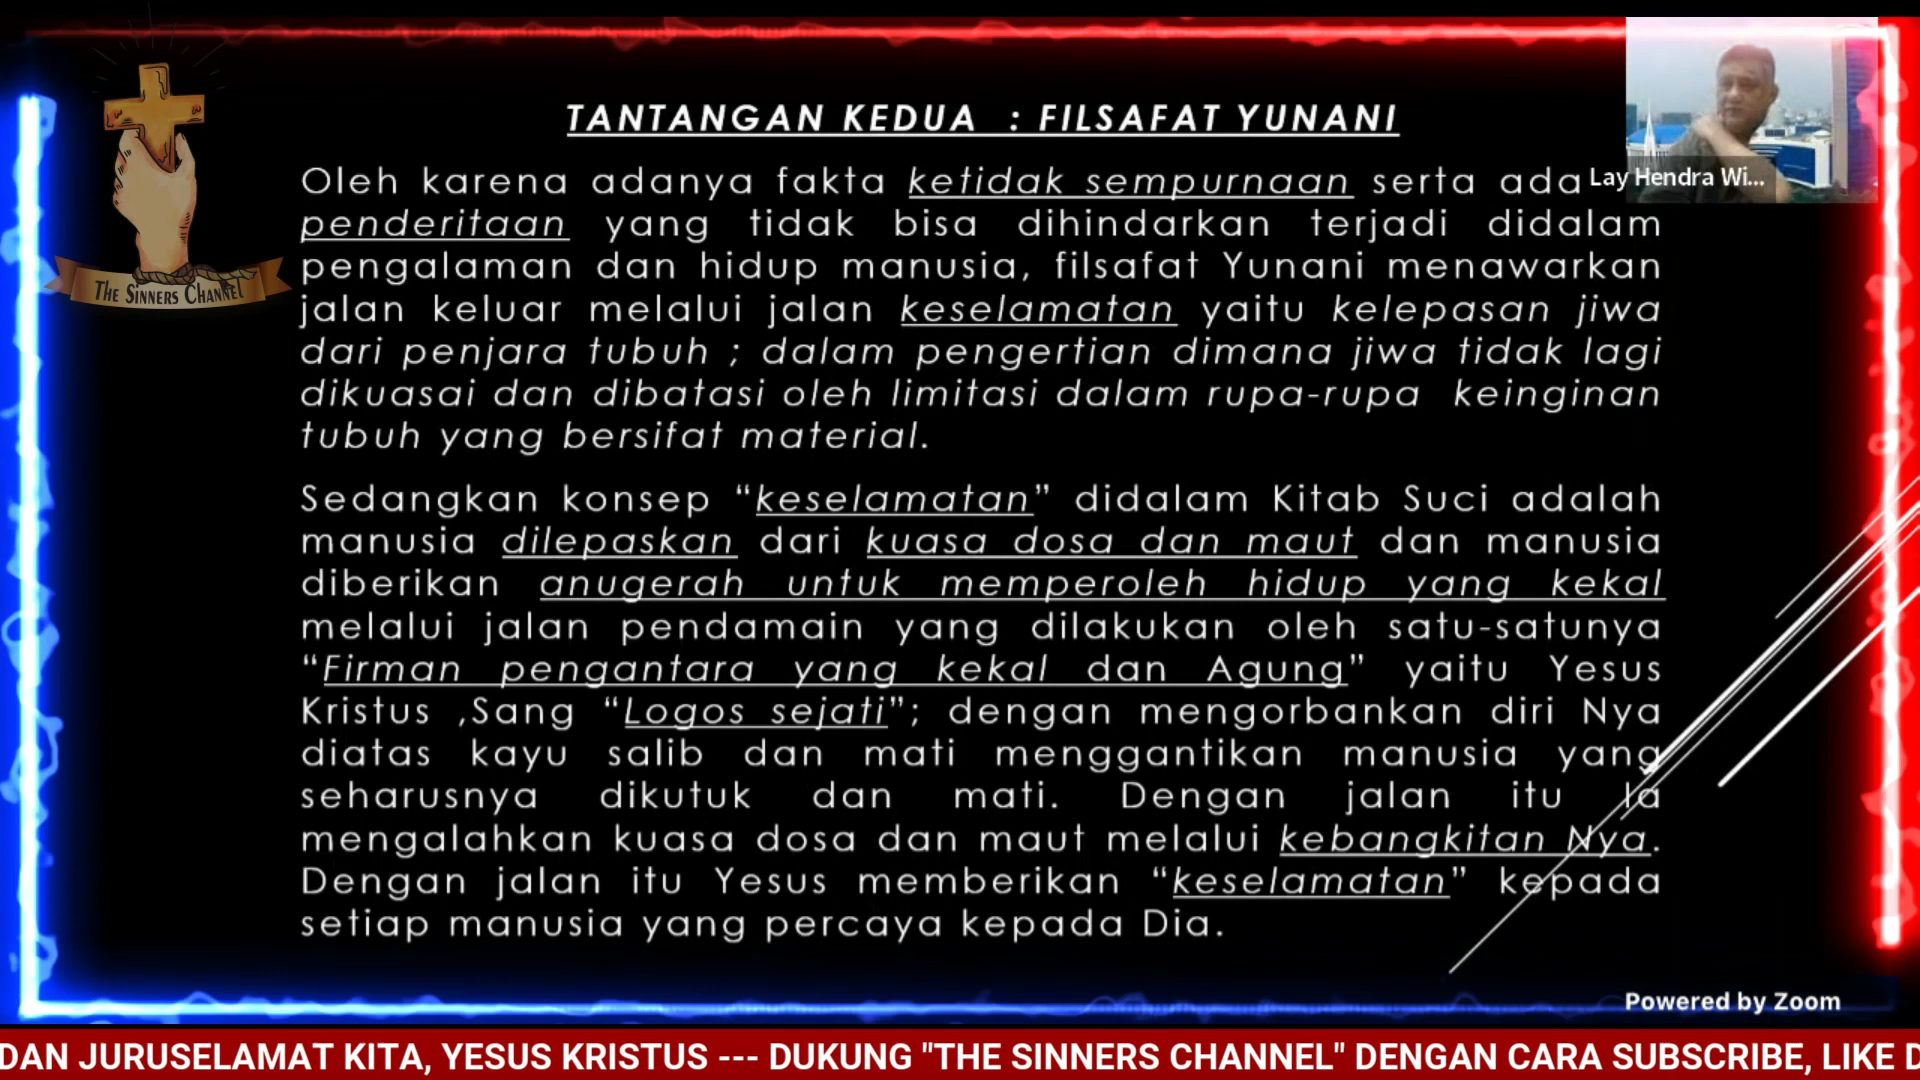 TANTANGAN KEDUA : FILSAFAT YUNANI
Oleh karena adanya fakta ketidak sempurnaan serta ada
penderitaan yang tidak bisa dihindarkan terjadi didalam
pengalaman dan hidup manusia, filsafat Yunani menawarkan
jalan keluar melalui jalan keselamatan yaitu kelepasan jiwa
dari penjara tubuh ; dalam pengertian dimana jiwa tidak lagi
dikuasai dan dibatasi oleh limitasi dalam rupa-rupa keinginan
tubuh yang bersifat material.
Sedangkan konsep “keselamatan” didalam Kitab Suci adalah
manusia dilepaskan dari kuasa dosa dan maut dan manusia
diberikan anugerah untuk memperoleh hidup yang kekal
melalui jalan pendamain yang dilakukan oleh satu-satunya
“Firman pengantara yang kekal dan Agung” yaitu Yesus
Kristus ,Sang “Logos sejati”; dengan mengorbankan diri Nya
diatas kayu salib dan mati menggantikan manusia yang
seharusnya dikutuk dan mati. Dengan jalan itu Ia
mengalahkan kuasa dosa dan maut melalui kebangkitan Nya.
Dengan jalan itu Yesus memberikan “keselamatan” kepada
setiap manusia yang percaya kepada Dia.
Lay Hendra Wi...
THE SINNERS CHANNEL
Powered by Zoom
DAN JURUSELAMAT KITA, YESUS KRISTUS --- DUKUNG "THE SINNERS CHANNEL" DENGAN CARA SUBSCRIBE, LIKE D